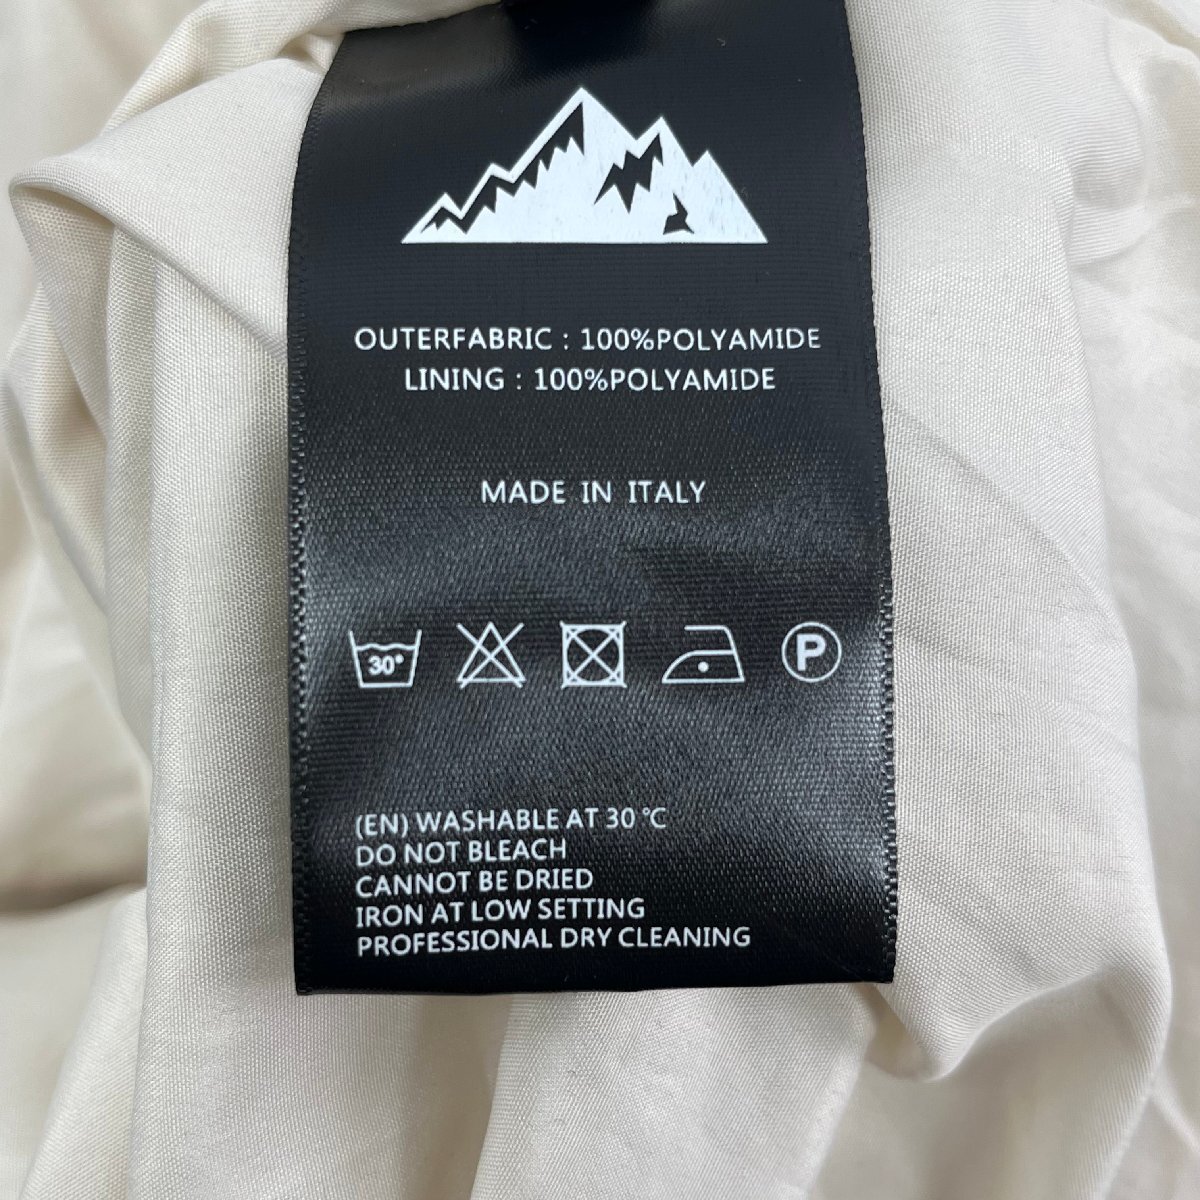 OUTERFABRIC : 100%POLYAMIDE
LINING : 100%POLYAMIDE
MADE IN ITALY
30° P
(EN) WASHABLE AT 30 ℃
DO NOT BLEACH
CANNOT BE DRIED
IRON AT LOW SETTING
PROFESSIONAL DRY CLEANING